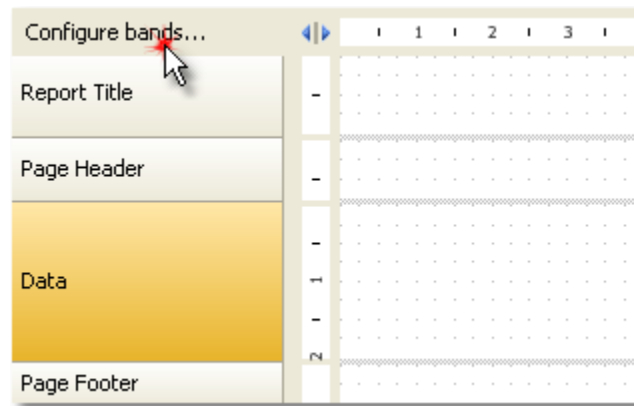 Configure bands... 1 2 3
Report Title
Page Header
Data
1
2
Page Footer